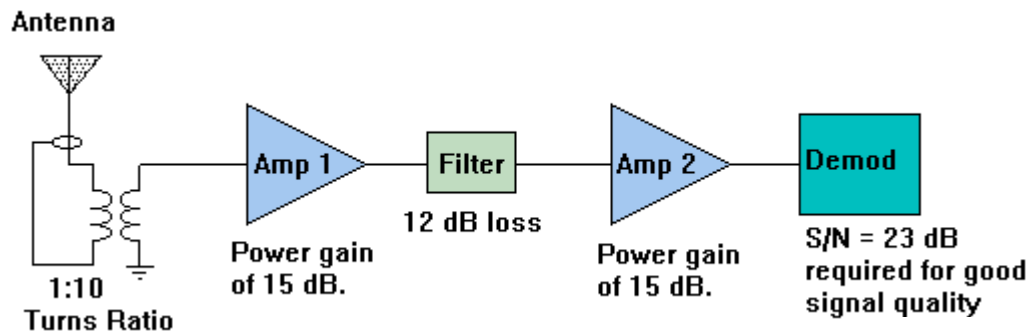 Antenna
Amp 1
Filter
Amp 2
Demod
12 dB loss
Power gain
of 15 dB.
Power gain
of 15 dB.
S/N = 23 dB
required for good
signal quality
1:10
Turns Ratio